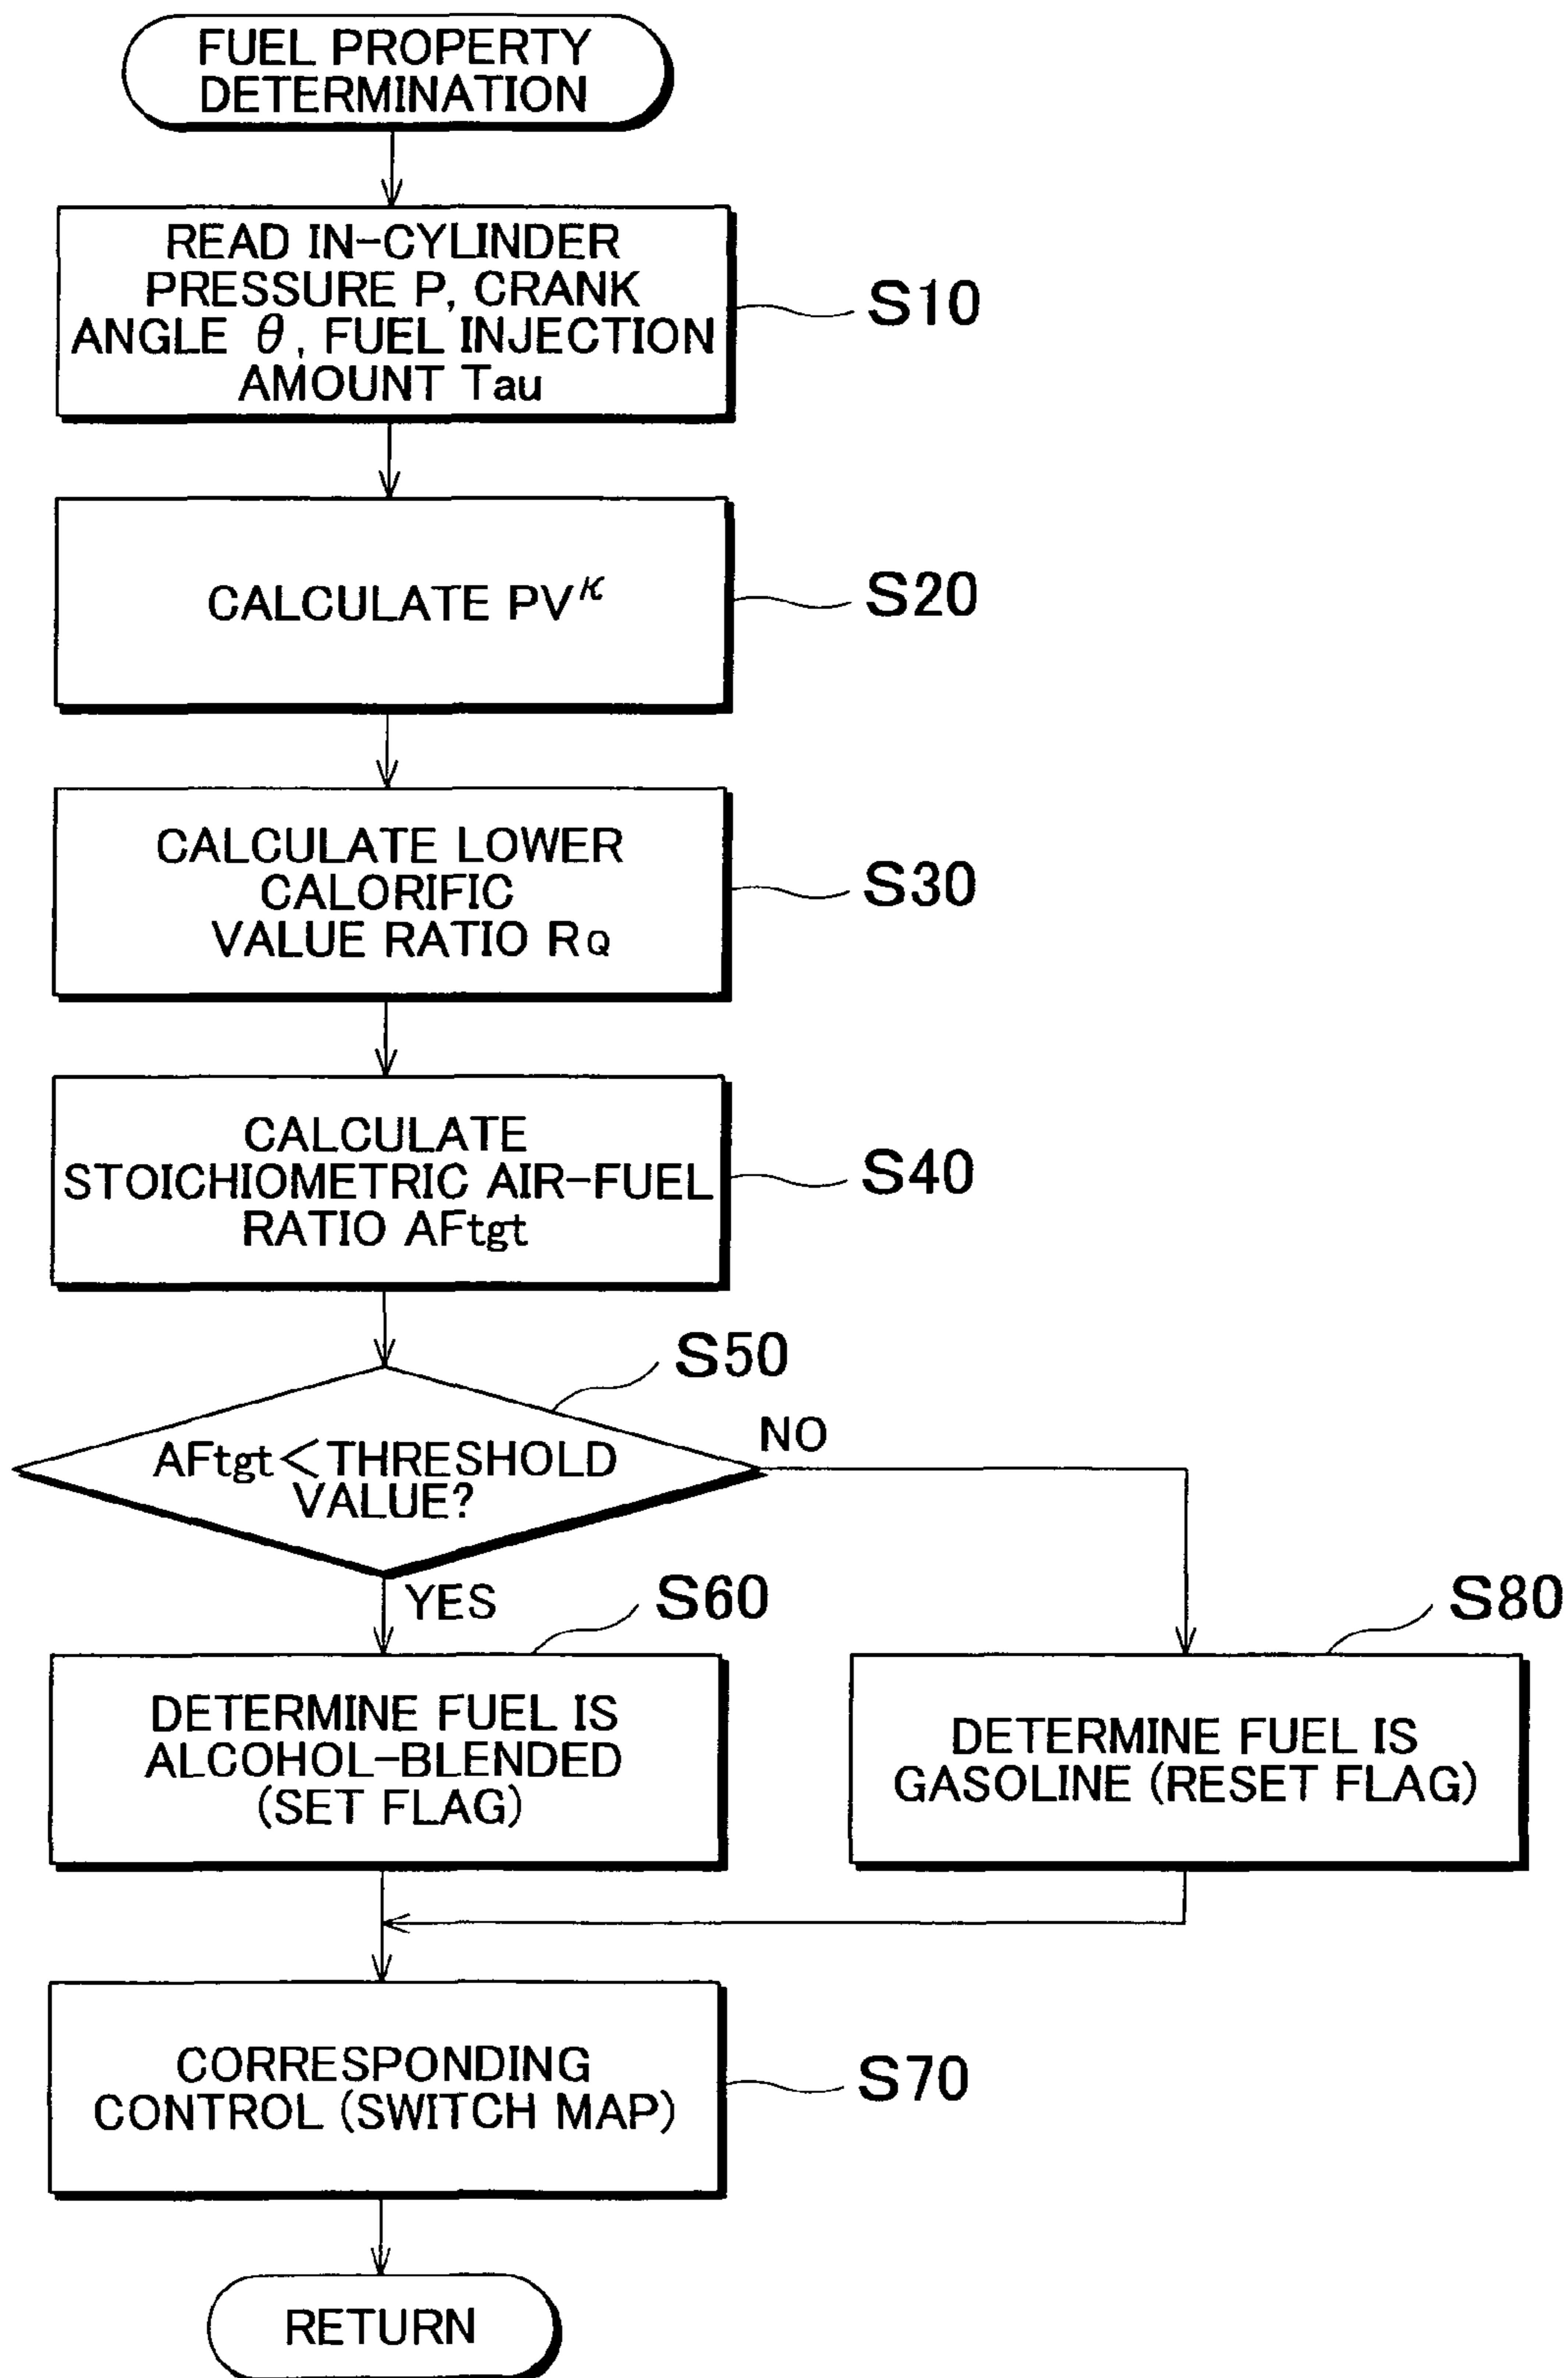 FUEL PROPERTY
DETERMINATION
READ IN-CYLINDER
PRESSURE P, CRANK
ANGLE θ, FUEL INJECTION
AMOUNT Tau
S10
CALCULATE PV^κ
S20
CALCULATE LOWER
CALORIFIC
VALUE RATIO RQ
S30
CALCULATE
STOICHIOMETRIC AIR-FUEL
RATIO AFtgt
S40
S50
AFtgt<THRESHOLD
VALUE?
NO
YES
S60
S80
DETERMINE FUEL IS
ALCOHOL-BLENDED
(SET FLAG)
DETERMINE FUEL IS
GASOLINE (RESET FLAG)
CORRESPONDING
CONTROL (SWITCH MAP)
S70
RETURN